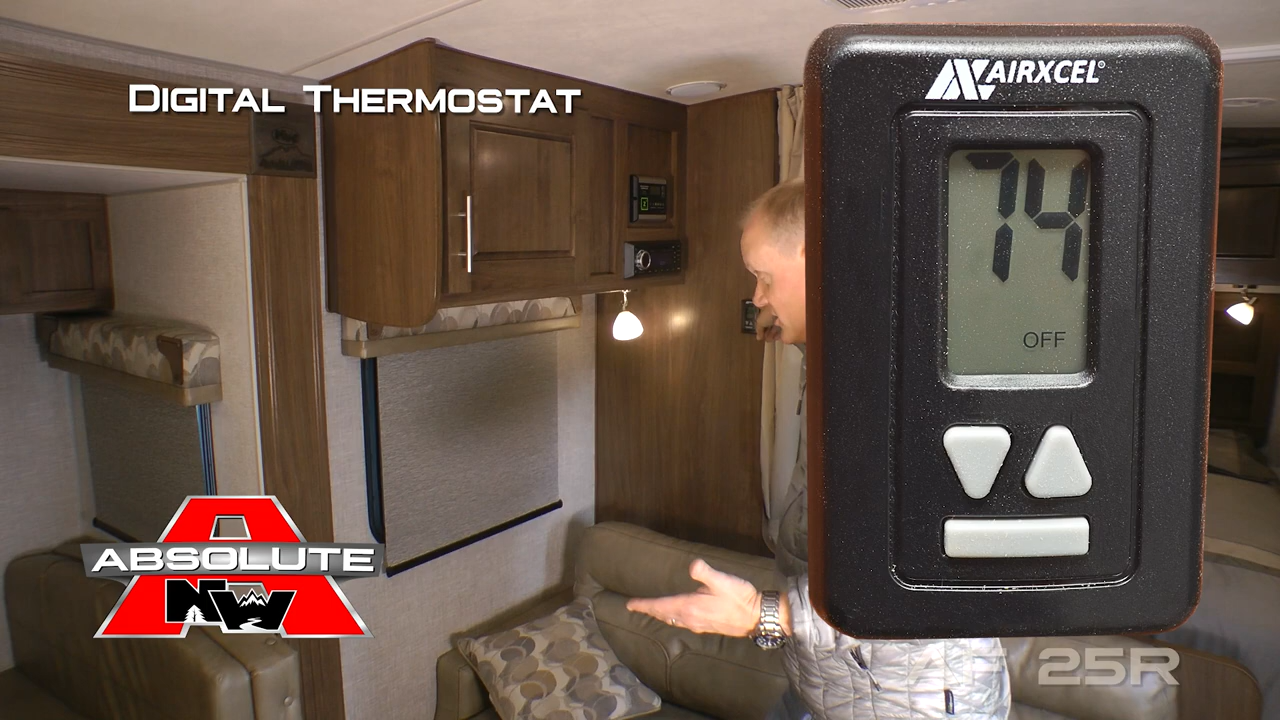 DIGITAL THERMOSTAT
AIRXCEL®
74
OFF
ABSOLUTE
NW
25R